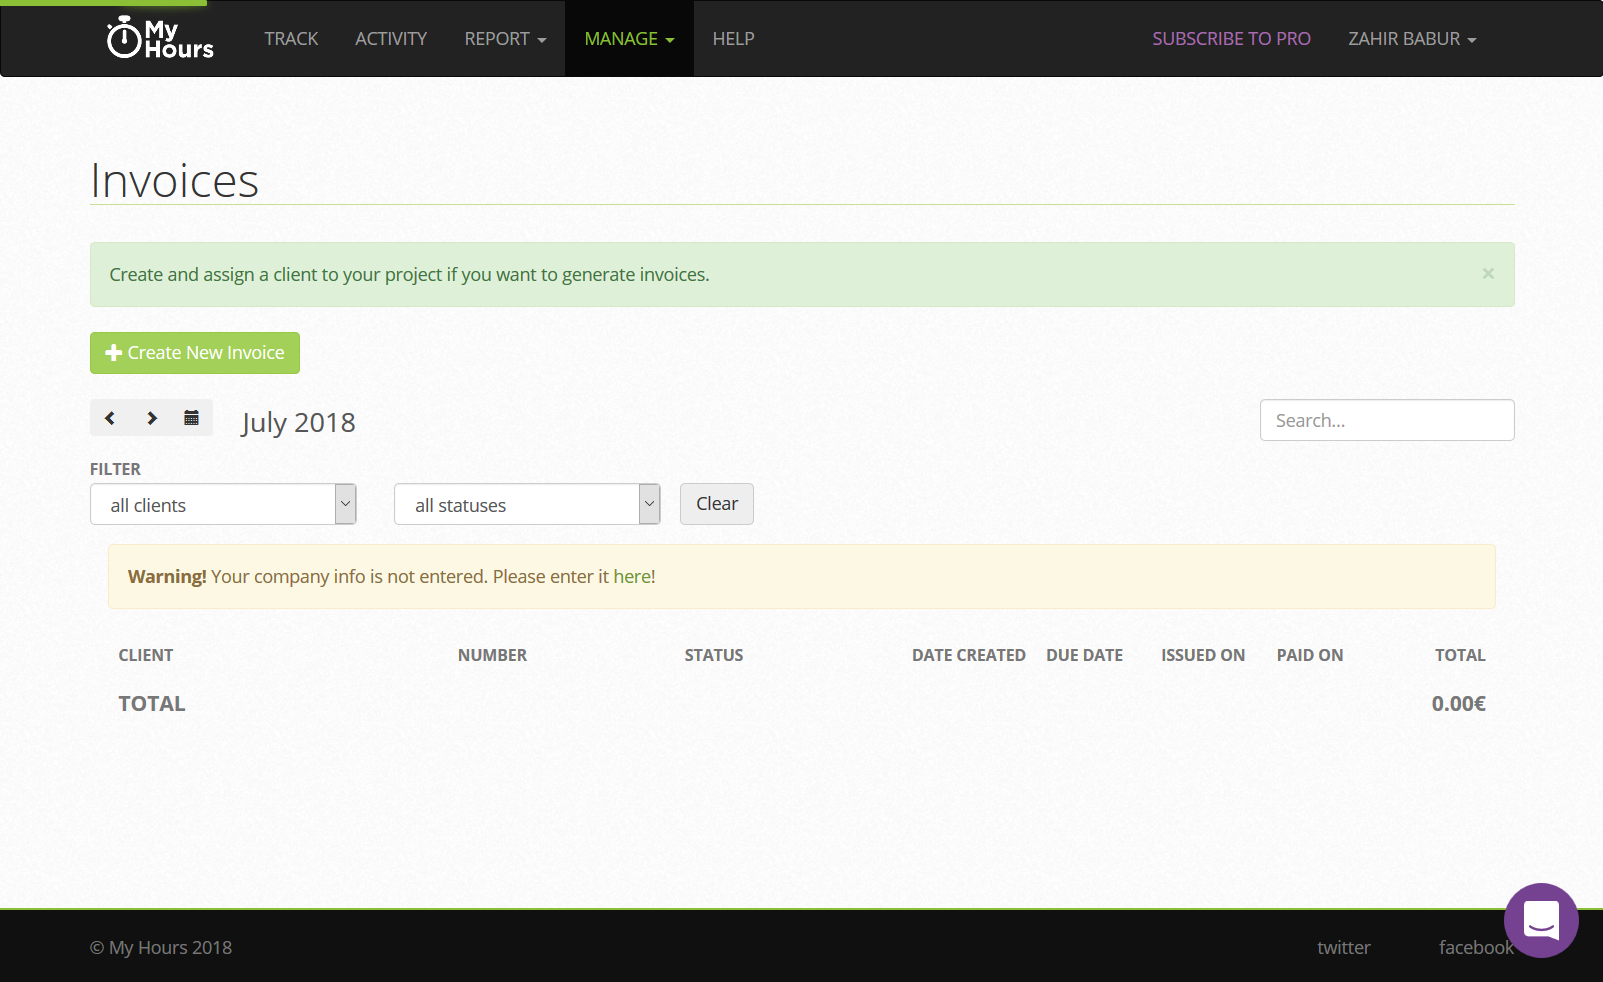 My Hours
TRACK
ACTIVITY
REPORT
MANAGE
HELP
SUBSCRIBE TO PRO
ZAHIR BABUR
Invoices
Create and assign a client to your project if you want to generate invoices.
×
Create New Invoice
July 2018
Search...
FILTER
all clients
all statuses
Clear
Warning! Your company info is not entered. Please enter it here!
CLIENT NUMBER STATUS DATE CREATED DUE DATE ISSUED ON PAID ON TOTAL
TOTAL 0.00€
© My Hours 2018
twitter
facebook